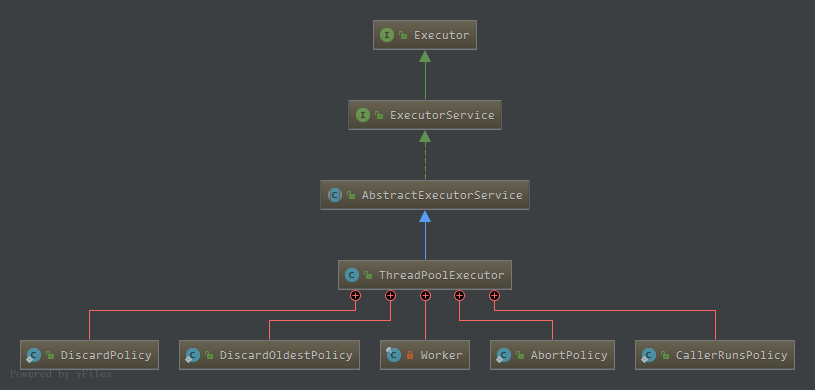 Executor
ExecutorService
AbstractExecutorService
ThreadPoolExecutor
DiscardPolicy
DiscardOldestPolicy
Worker
AbortPolicy
CallerRunsPolicy
Powered by yFiles